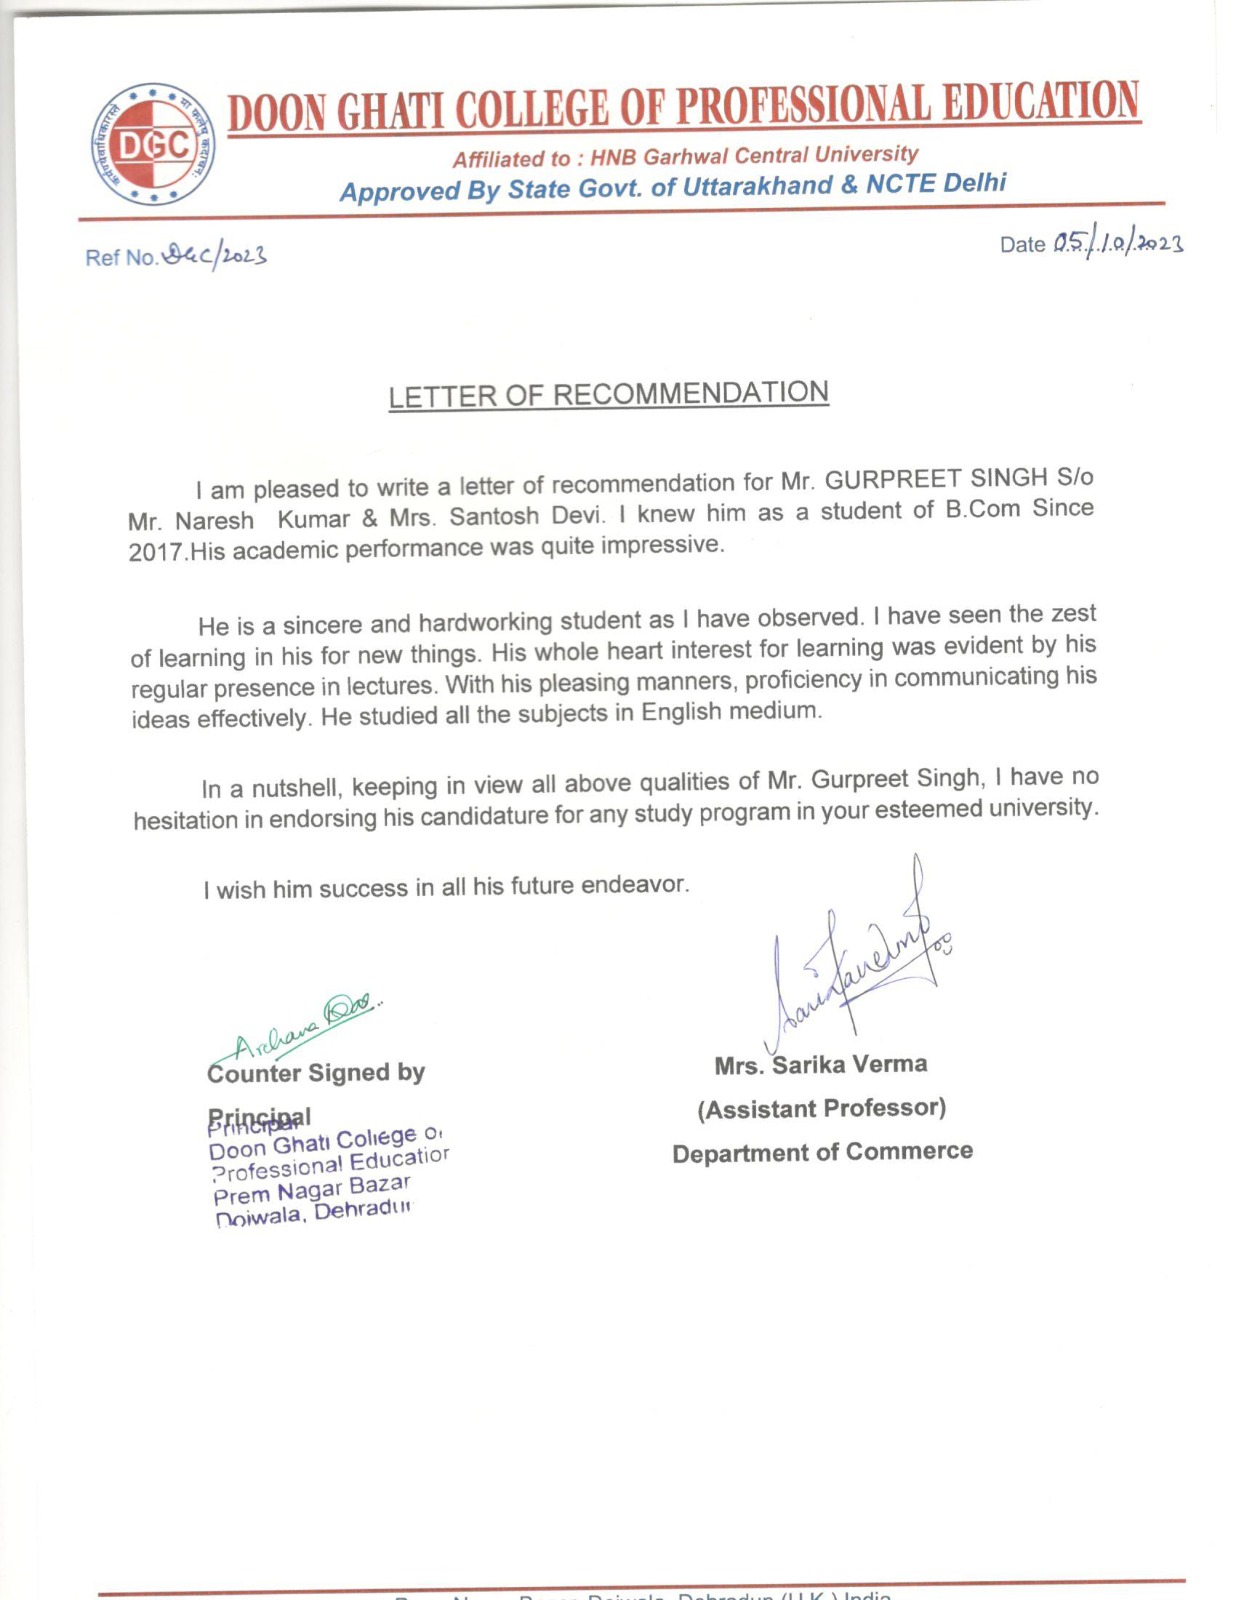 DGC
DOON GHATI COLLEGE OF PROFESSIONAL EDUCATION
Affiliated to : HNB Garhwal Central University
Approved By State Govt. of Uttarakhand & NCTE Delhi
Ref No. DGC/2023
Date 05/10/2023
LETTER OF RECOMMENDATION
I am pleased to write a letter of recommendation for Mr. GURPREET SINGH S/o
Mr. Naresh Kumar & Mrs. Santosh Devi. I knew him as a student of B.Com Since
2017.His academic performance was quite impressive.
He is a sincere and hardworking student as I have observed. I have seen the zest
of learning in his for new things. His whole heart interest for learning was evident by his
regular presence in lectures. With his pleasing manners, proficiency in communicating his
ideas effectively. He studied all the subjects in English medium.
In a nutshell, keeping in view all above qualities of Mr. Gurpreet Singh, I have no
hesitation in endorsing his candidature for any study program in your esteemed university.
I wish him success in all his future endeavor.
Archana
Counter Signed by
Principal
Principal
Doon Ghati College of
Professional Education
Prem Nagar Bazar
Doiwala, Dehradun
Mrs. Sarika Verma
(Assistant Professor)
Department of Commerce
Prem Nagar Bazar Doiwala, Dehradun (U.K.) India